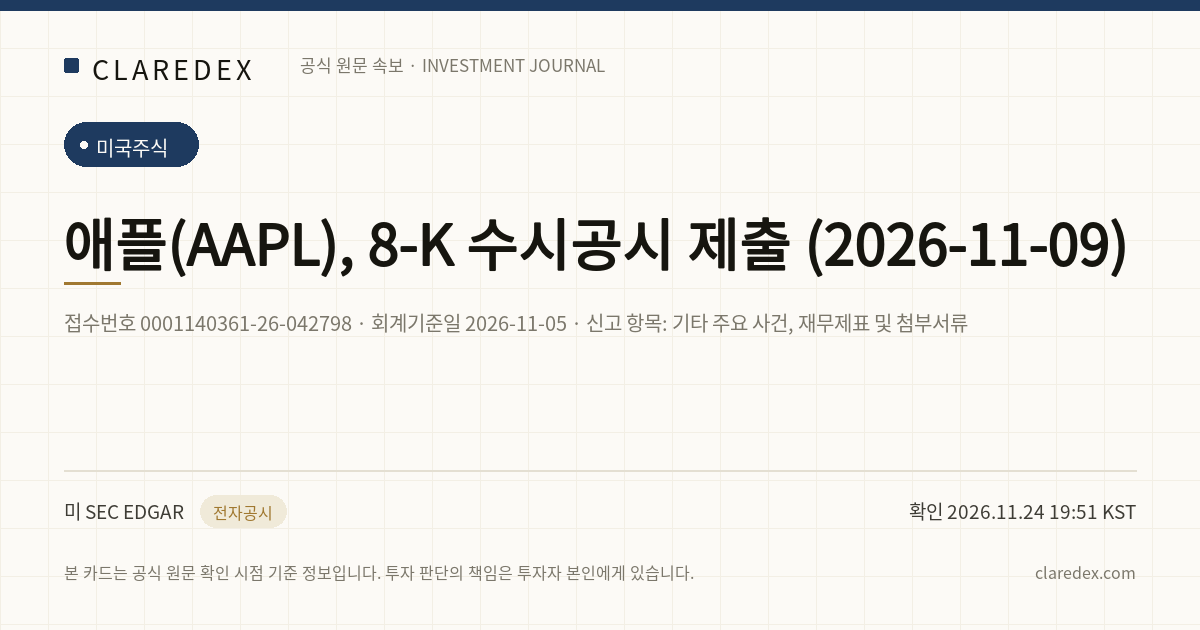 CLAREDEX 공식 원문 속보 · INVESTMENT JOURNAL
미국주식
애플(AAPL), 8-K 수시공시 제출 (2026-11-09)
접수번호 0001140361-26-042798 · 회계기준일 2026-11-05 · 신고 항목: 기타 주요 사건, 재무제표 및 첨부서류
미 SEC EDGAR 전자공시 확인 2026.11.24 19:51 KST
본 카드는 공식 원문 확인 시점 기준 정보입니다. 투자 판단의 책임은 투자자 본인에게 있습니다. claredex.com